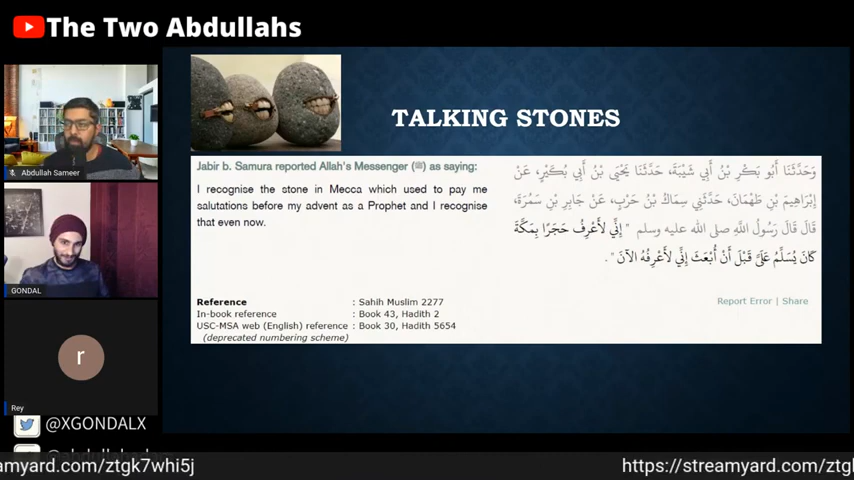 The Two Abdullahs
TALKING STONES
Abdullah Sameer
GONDAL
r
Rey
@XGONDALX
Jabir b. Samura reported Allah's Messenger (ﷺ) as saying:
I recognise the stone in Mecca which used to pay me
salutations before my advent as a Prophet and I recognise
that even now.
وَحَدَّثَنَا أَبُو بَكْرِ بْنُ أَبِي شَيْبَةَ، حَدَّثَنَا يَحْيَى بْنُ أَبِي بُكَيْرٍ، عَنْ
إِبْرَاهِيمَ بْنِ طَهْمَانَ، حَدَّثَنِي سِمَاكُ بْنُ حَرْبٍ، عَنْ جَابِرِ بْنِ سَمُرَةَ،
قَالَ قَالَ رَسُولُ اللَّهِ صلى الله عليه وسلم " إِنِّي لأَعْرِفُ حَجَرًا بِمَكَّةَ
كَانَ يُسَلِّمُ عَلَىَّ قَبْلَ أَنْ أُبْعَثَ إِنِّي لأَعْرِفُهُ الآنَ " .
Reference : Sahih Muslim 2277
In-book reference : Book 43, Hadith 2
USC-MSA web (English) reference : Book 30, Hadith 5654
(deprecated numbering scheme)
Report Error | Share
eamyard.com/ztgk7whi5j
https://streamyard.com/ztg